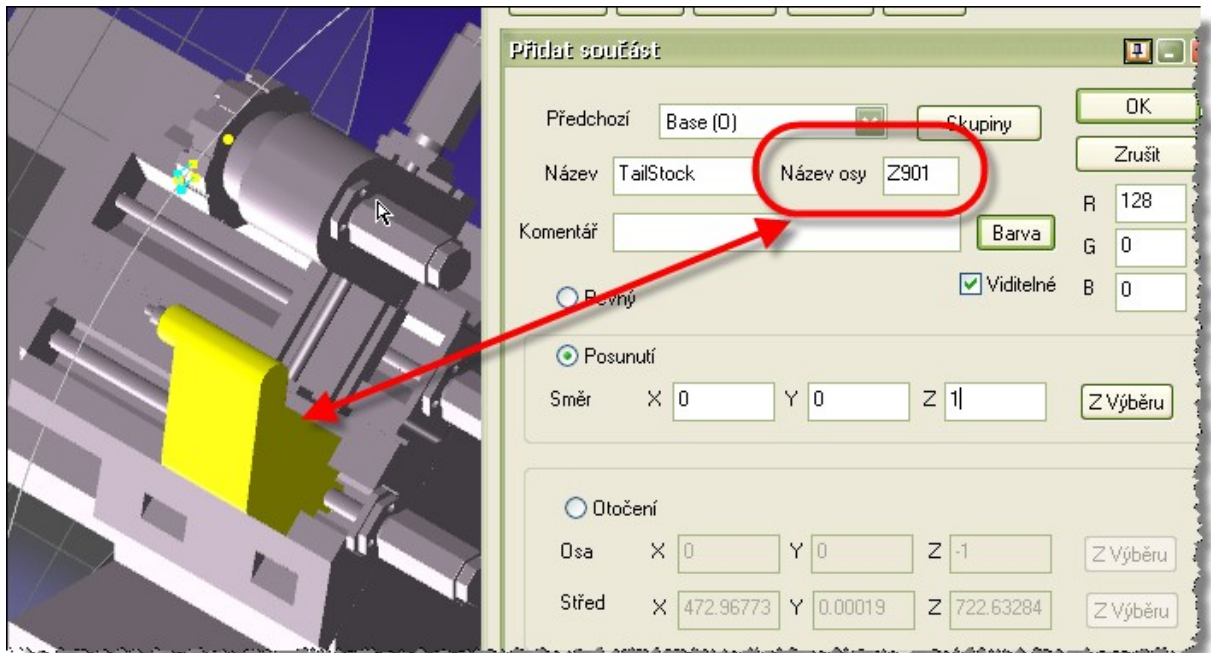 Přidat součást
Předchozí Base (0) Skupiny OK
Název TailStock Název osy Z901 Zrušit
R 128
Komentář Barva G 0
Pevný Viditelné B 0
Posunutí
Směr X 0 Y 0 Z 1 Z Výběru
Otočení
Osa X 0 Y 0 Z -1 Z Výběru
Střed X 472.96773 Y 0.00019 Z 722.63284 Z Výběru